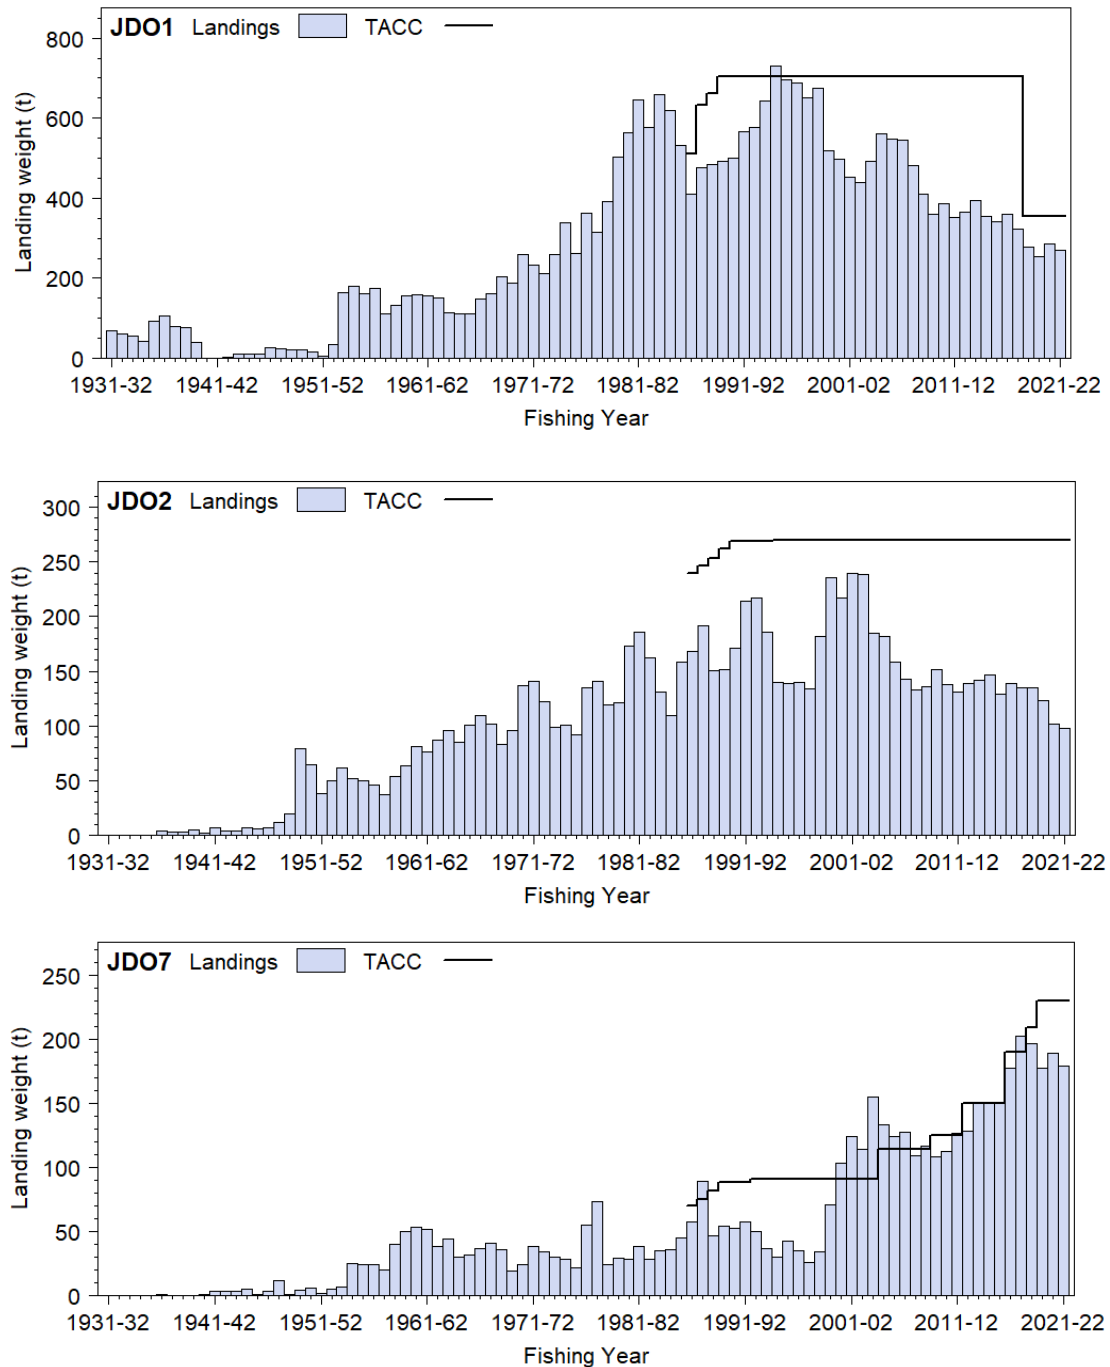 JDO1 Landings TACC
Landing weight (t)
800
600
400
200
0
1931-32 1941-42 1951-52 1961-62 1971-72 1981-82 1991-92 2001-02 2011-12 2021-22
Fishing Year
JDO2 Landings TACC
Landing weight (t)
300
250
200
150
100
50
0
1931-32 1941-42 1951-52 1961-62 1971-72 1981-82 1991-92 2001-02 2011-12 2021-22
Fishing Year
JDO7 Landings TACC
Landing weight (t)
250
200
150
100
50
0
1931-32 1941-42 1951-52 1961-62 1971-72 1981-82 1991-92 2001-02 2011-12 2021-22
Fishing Year